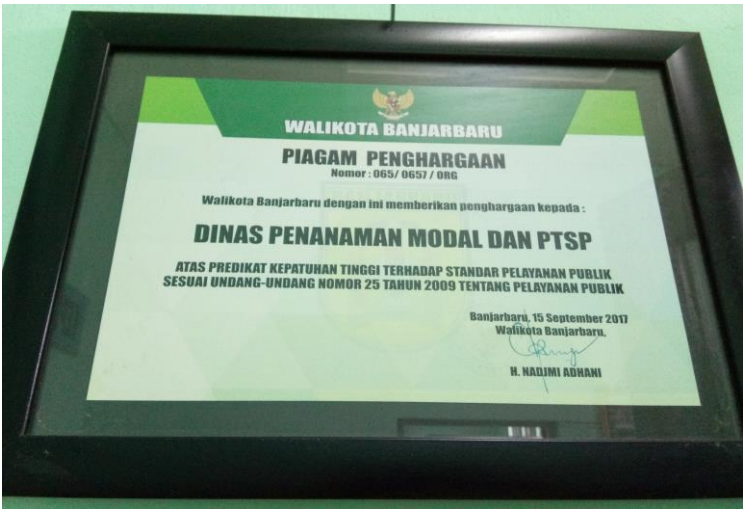 WALIKOTA BANJARBARU
PIAGAM PENGHARGAAN
Nomor : 065/ 0657 / ORG
Walikota Banjarbaru dengan ini memberikan penghargaan kepada :
DINAS PENANAMAN MODAL DAN PTSP
ATAS PREDIKAT KEPATUHAN TINGGI TERHADAP STANDAR PELAYANAN PUBLIK
SESUAI UNDANG-UNDANG NOMOR 25 TAHUN 2009 TENTANG PELAYANAN PUBLIK
Banjarbaru, 15 September 2017
Walikota Banjarbaru,
H. NADJMI ADHANI